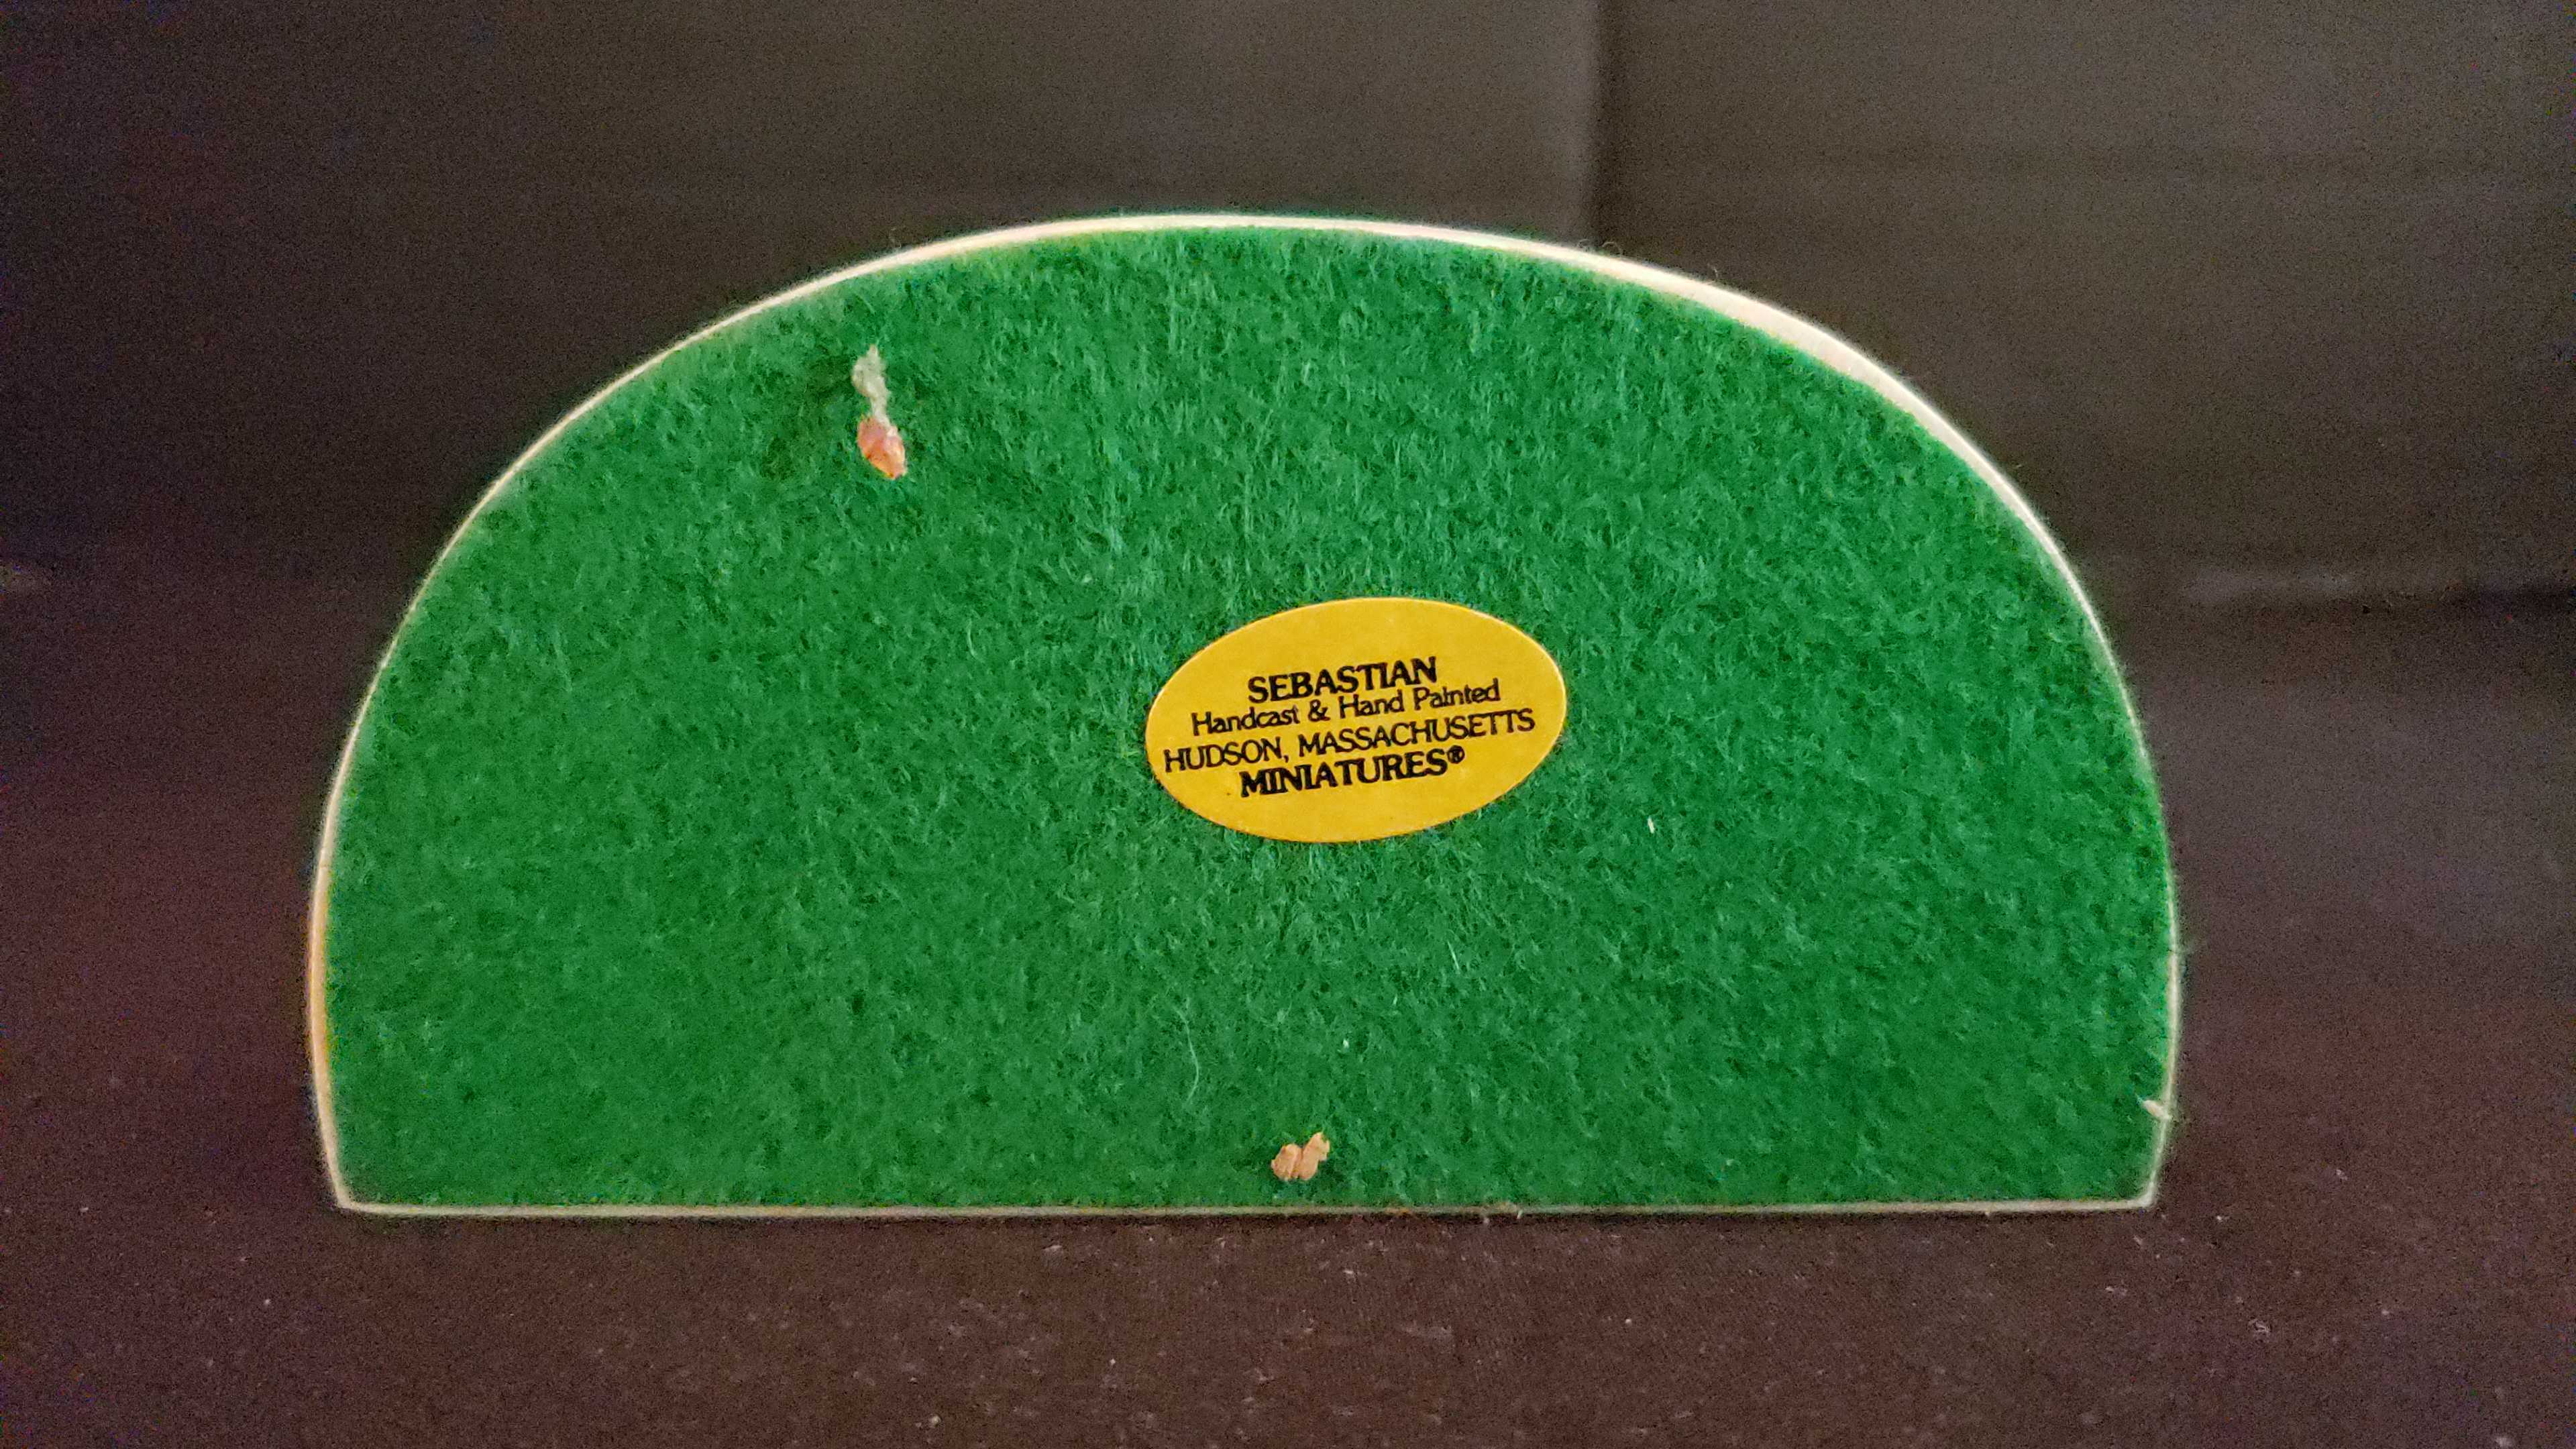 SEBASTIAN
Handcast & Hand Painted
HUDSON, MASSACHUSETTS
MINIATURES®